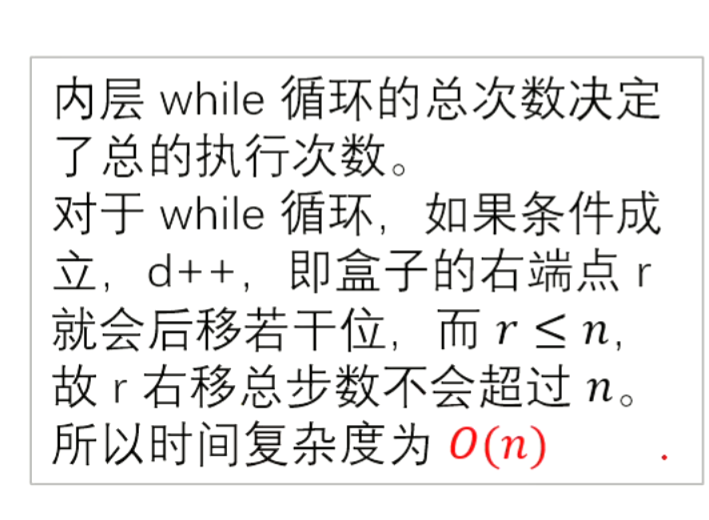 内层 while 循环的总次数决定
了总的执行次数。
对于 while 循环，如果条件成
立，d++，即盒子的右端点 r
就会后移若干位，而 r ≤ n，
故 r 右移总步数不会超过 n。
所以时间复杂度为 O(n) .